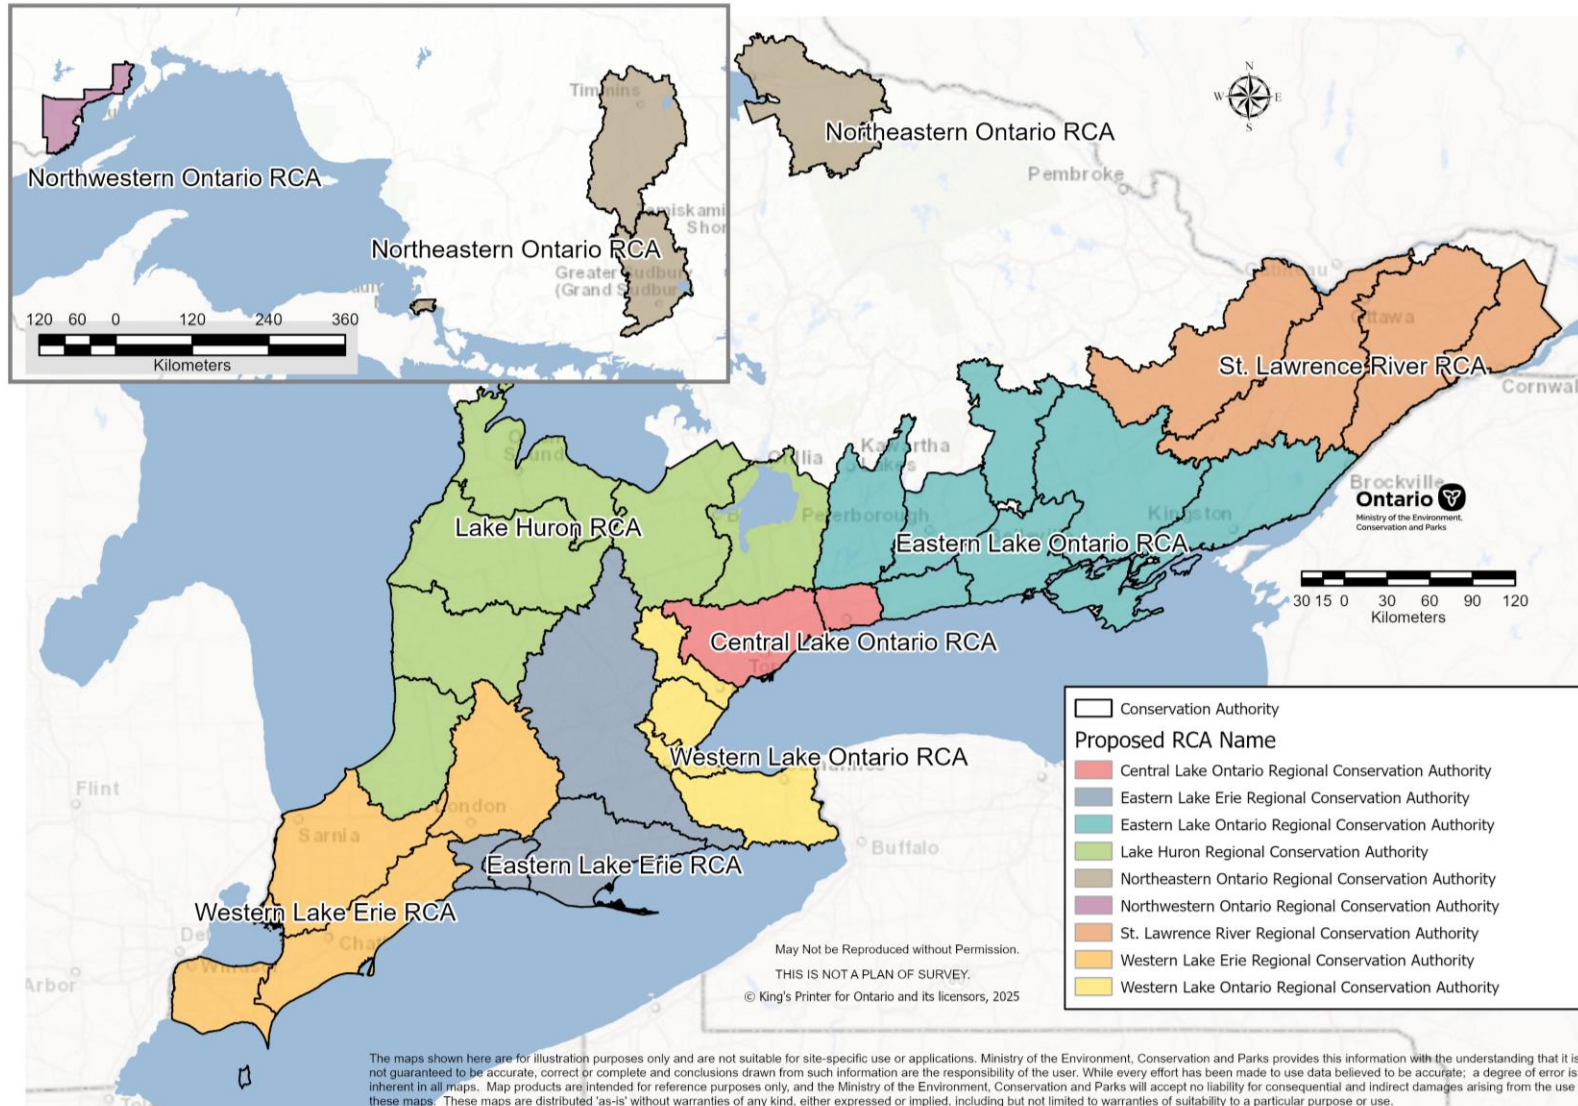 Timmins
Northwestern Ontario RCA
Temiskami
Shor
Northeastern Ontario RCA
Greater Sudbury
(Grand Sudbur
120 60 0 120 240 360
Kilometers
Northeastern Ontario RCA
N
W E
S
Pembroke
Gatineau
Ottawa
St. Lawrence River RCA
Cornwal
Kawartha
Lakes
Brockville
Ontario
Ministry of the Environment,
Conservation and Parks
Lake Huron RCA
Peterborough
Kingston
Eastern Lake Ontario RCA
30 15 0 30 60 90 120
Kilometers
Central Lake Ontario RCA
Western Lake Ontario RCA
Flint
London
Sarnia
Buffalo
Eastern Lake Erie RCA
Western Lake Erie RCA
Windsor
Arbor
Conservation Authority
Proposed RCA Name
Central Lake Ontario Regional Conservation Authority
Eastern Lake Erie Regional Conservation Authority
Eastern Lake Ontario Regional Conservation Authority
Lake Huron Regional Conservation Authority
Northeastern Ontario Regional Conservation Authority
Northwestern Ontario Regional Conservation Authority
St. Lawrence River Regional Conservation Authority
Western Lake Erie Regional Conservation Authority
Western Lake Ontario Regional Conservation Authority
May Not be Reproduced without Permission.
THIS IS NOT A PLAN OF SURVEY.
© King's Printer for Ontario and its licensors, 2025
The maps shown here are for illustration purposes only and are not suitable for site-specific use or applications. Ministry of the Environment, Conservation and Parks provides this information with the understanding that it is
not guaranteed to be accurate, correct or complete and conclusions drawn from such information are the responsibility of the user. While every effort has been made to use data believed to be accurate; a degree of error is
inherent in all maps. Map products are intended for reference purposes only, and the Ministry of the Environment, Conservation and Parks will accept no liability for consequential and indirect damages arising from the use
these maps. These maps are distributed 'as-is' without warranties of any kind, either expressed or implied, including but not limited to warranties of suitability to a particular purpose or use.